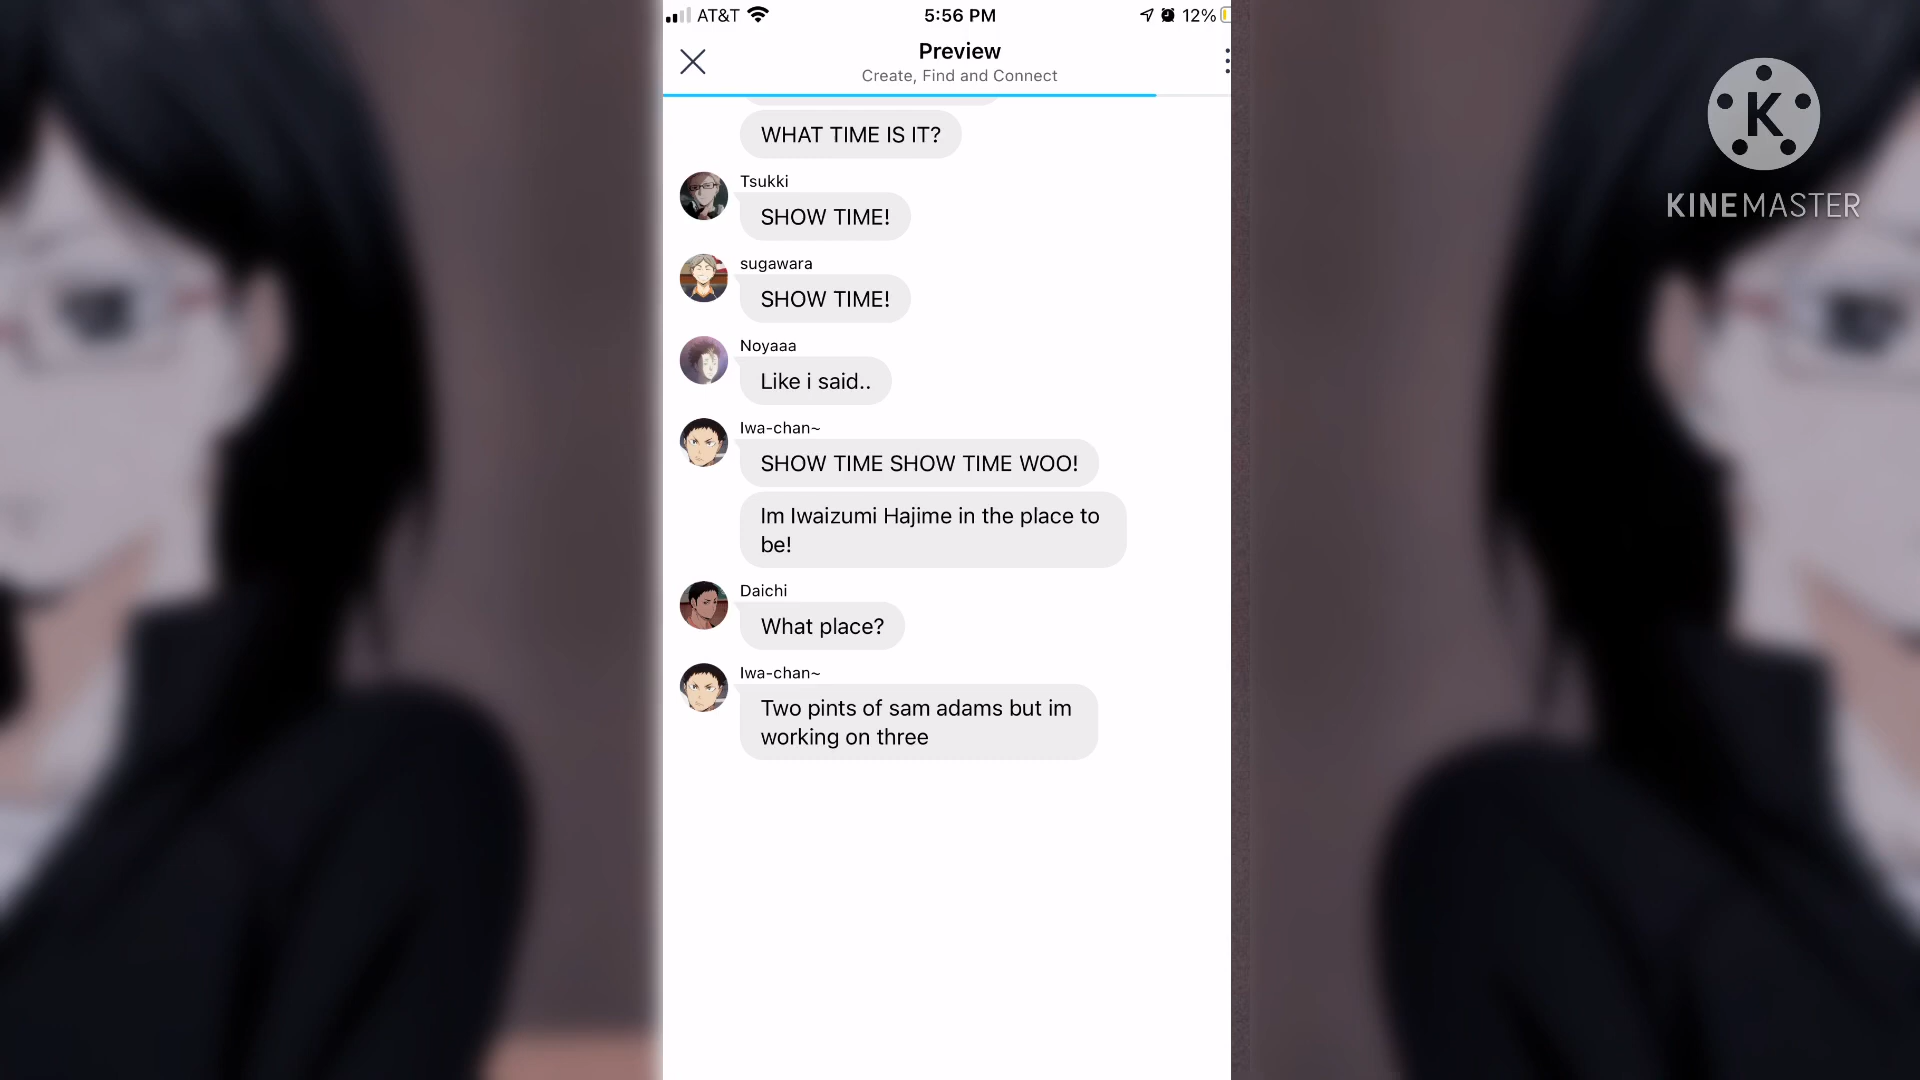 AT&T
5:56 PM
12%
Preview
Create, Find and Connect
K
KINEMASTER
WHAT TIME IS IT?
Tsukki
SHOW TIME!
sugawara
SHOW TIME!
Noyaaa
Like i said..
Iwa-chan~
SHOW TIME SHOW TIME WOO!
Im Iwaizumi Hajime in the place to
be!
Daichi
What place?
Iwa-chan~
Two pints of sam adams but im
working on three